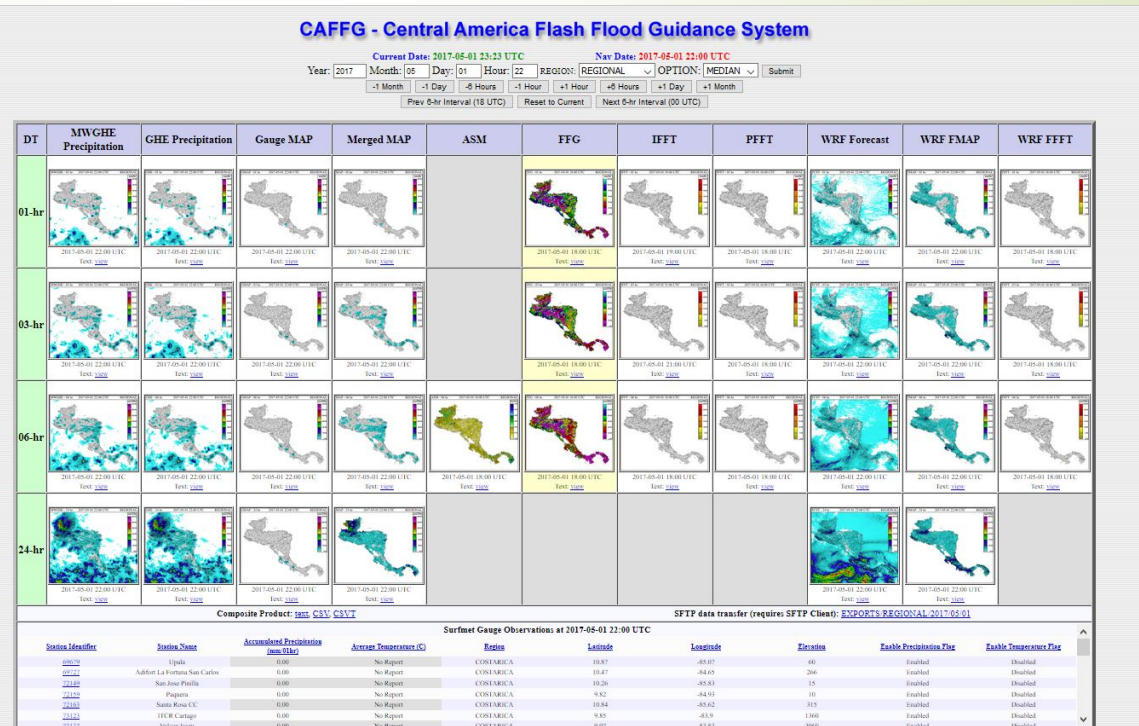 CAFFG - Central America Flash Flood Guidance System
Current Date: 2017-05-01 23:23 UTC Nav Date: 2017-05-01 22:00 UTC
Year: 2017 Month: 05 Day: 01 Hour: 22 REGION: REGIONAL OPTION: MEDIAN Submit
-1 Month -1 Day -6 Hours -1 Hour +1 Hour +6 Hours +1 Day +1 Month
Prev 6-hr Interval (18 UTC) Reset to Current Next 6-hr Interval (00 UTC)
DT MWGHE Precipitation GHE Precipitation Gauge MAP Merged MAP ASM FFG IFFT PFFT WRF Forecast WRF FMAP WRF FFFT
01-hr
2017-05-01 22:00 UTC 2017-05-01 22:00 UTC 2017-05-01 22:00 UTC 2017-05-01 22:00 UTC 2017-05-01 18:00 UTC 2017-05-01 19:00 UTC 2017-05-01 18:00 UTC 2017-05-01 22:00 UTC 2017-05-01 22:00 UTC 2017-05-01 18:00 UTC
Text: view Text: view Text: view Text: view Text: view Text: view Text: view Text: view Text: view Text: view
03-hr
2017-05-01 22:00 UTC 2017-05-01 22:00 UTC 2017-05-01 22:00 UTC 2017-05-01 22:00 UTC 2017-05-01 18:00 UTC 2017-05-01 21:00 UTC 2017-05-01 18:00 UTC 2017-05-01 22:00 UTC 2017-05-01 22:00 UTC 2017-05-01 18:00 UTC
Text: view Text: view Text: view Text: view Text: view Text: view Text: view Text: view Text: view Text: view
06-hr
2017-05-01 22:00 UTC 2017-05-01 22:00 UTC 2017-05-01 22:00 UTC 2017-05-01 22:00 UTC 2017-05-01 18:00 UTC 2017-05-01 18:00 UTC 2017-05-01 18:00 UTC 2017-05-01 18:00 UTC 2017-05-01 22:00 UTC 2017-05-01 22:00 UTC 2017-05-01 18:00 UTC
Text: view Text: view Text: view Text: view Text: view Text: view Text: view Text: view Text: view Text: view Text: view
24-hr
2017-05-01 22:00 UTC 2017-05-01 22:00 UTC 2017-05-01 22:00 UTC 2017-05-01 22:00 UTC 2017-05-01 22:00 UTC 2017-05-01 22:00 UTC
Text: view Text: view Text: view Text: view Text: view Text: view
Composite Product: text, CSV, CSVT SFTP data transfer (requires SFTP Client): EXPORTS/REGIONAL/2017/05/01
Surfmet Gauge Observations at 2017-05-01 22:00 UTC
Station Identifier Station Name Accumulated Precipitation (mm/01hr) Average Temperature (C) Region Latitude Longitude Elevation Enable Precipitation Flag Enable Temperature Flag
69679 Upala 0.00 No Report COSTARICA 10.87 -85.07 60 Enabled Disabled
69727 Adifort La Fortuna San Carlos 0.00 No Report COSTARICA 10.47 -84.65 266 Enabled Disabled
72149 San Jose Pinilla 0.00 No Report COSTARICA 10.26 -85.83 15 Enabled Disabled
72159 Paquera 0.00 No Report COSTARICA 9.82 -84.93 10 Enabled Disabled
72163 Santa Rosa CC 0.00 No Report COSTARICA 10.84 -85.62 315 Enabled Disabled
73123 ITCR Cartago 0.00 No Report COSTARICA 9.85 -83.9 1360 Enabled Disabled